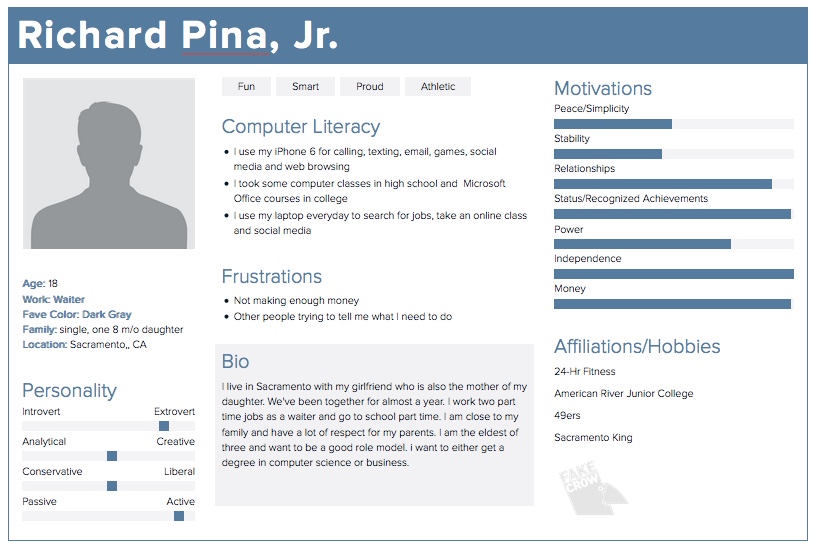 Richard Pina, Jr.
Age: 18
Work: Waiter
Fave Color: Dark Gray
Family: single, one 8 m/o daughter
Location: Sacramento,, CA
Personality
Introvert Extrovert
Analytical Creative
Conservative Liberal
Passive Active
Fun Smart Proud Athletic
Computer Literacy
• I use my iPhone 6 for calling, texting, email, games, social
media and web browsing
• I took some computer classes in high school and  Microsoft
Office courses in college
• I use my laptop everyday to search for jobs, take an online class
and social media
Frustrations
• Not making enough money
• Other people trying to tell me what I need to do
Bio
I live in Sacramento with my girlfriend who is also the mother of my
daughter. We've been together for almost a year. I work two part
time jobs as a waiter and go to school part time. I am close to my
family and have a lot of respect for my parents. I am the eldest of
three and want to be a good role model. i want to either get a
degree in computer science or business.
Motivations
Peace/Simplicity
Stability
Relationships
Status/Recognized Achievements
Power
Independence
Money
Affiliations/Hobbies
24-Hr Fitness
American River Junior College
49ers
Sacramento King
FAKE
CROW